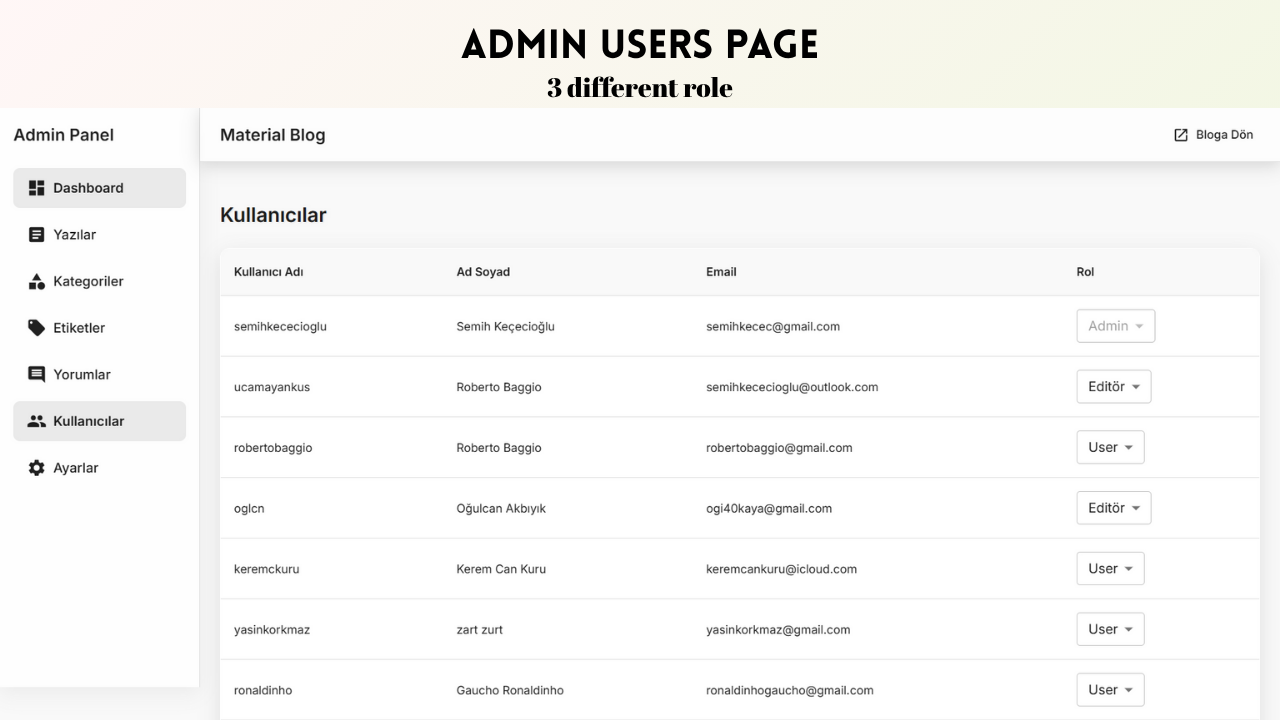 ADMIN USERS PAGE
3 different role
Admin Panel
Material Blog
Bloga Dön
Dashboard
Yazılar
Kategoriler
Etiketler
Yorumlar
Kullanıcılar
Ayarlar
Kullanıcılar
Kullanıcı Adı Ad Soyad Email Rol
semihkececioglu Semih Keçecioğlu semihkecec@gmail.com Admin
ucamayankus Roberto Baggio semihkececioglu@outlook.com Editör
robertobaggio Roberto Baggio robertobaggio@gmail.com User
oglcn Oğulcan Akbıyık ogi40kaya@gmail.com Editör
keremckuru Kerem Can Kuru keremcankuru@icloud.com User
yasinkorkmaz zart zurt yasinkorkmaz@gmail.com User
ronaldinho Gaucho Ronaldinho ronaldinhogaucho@gmail.com User